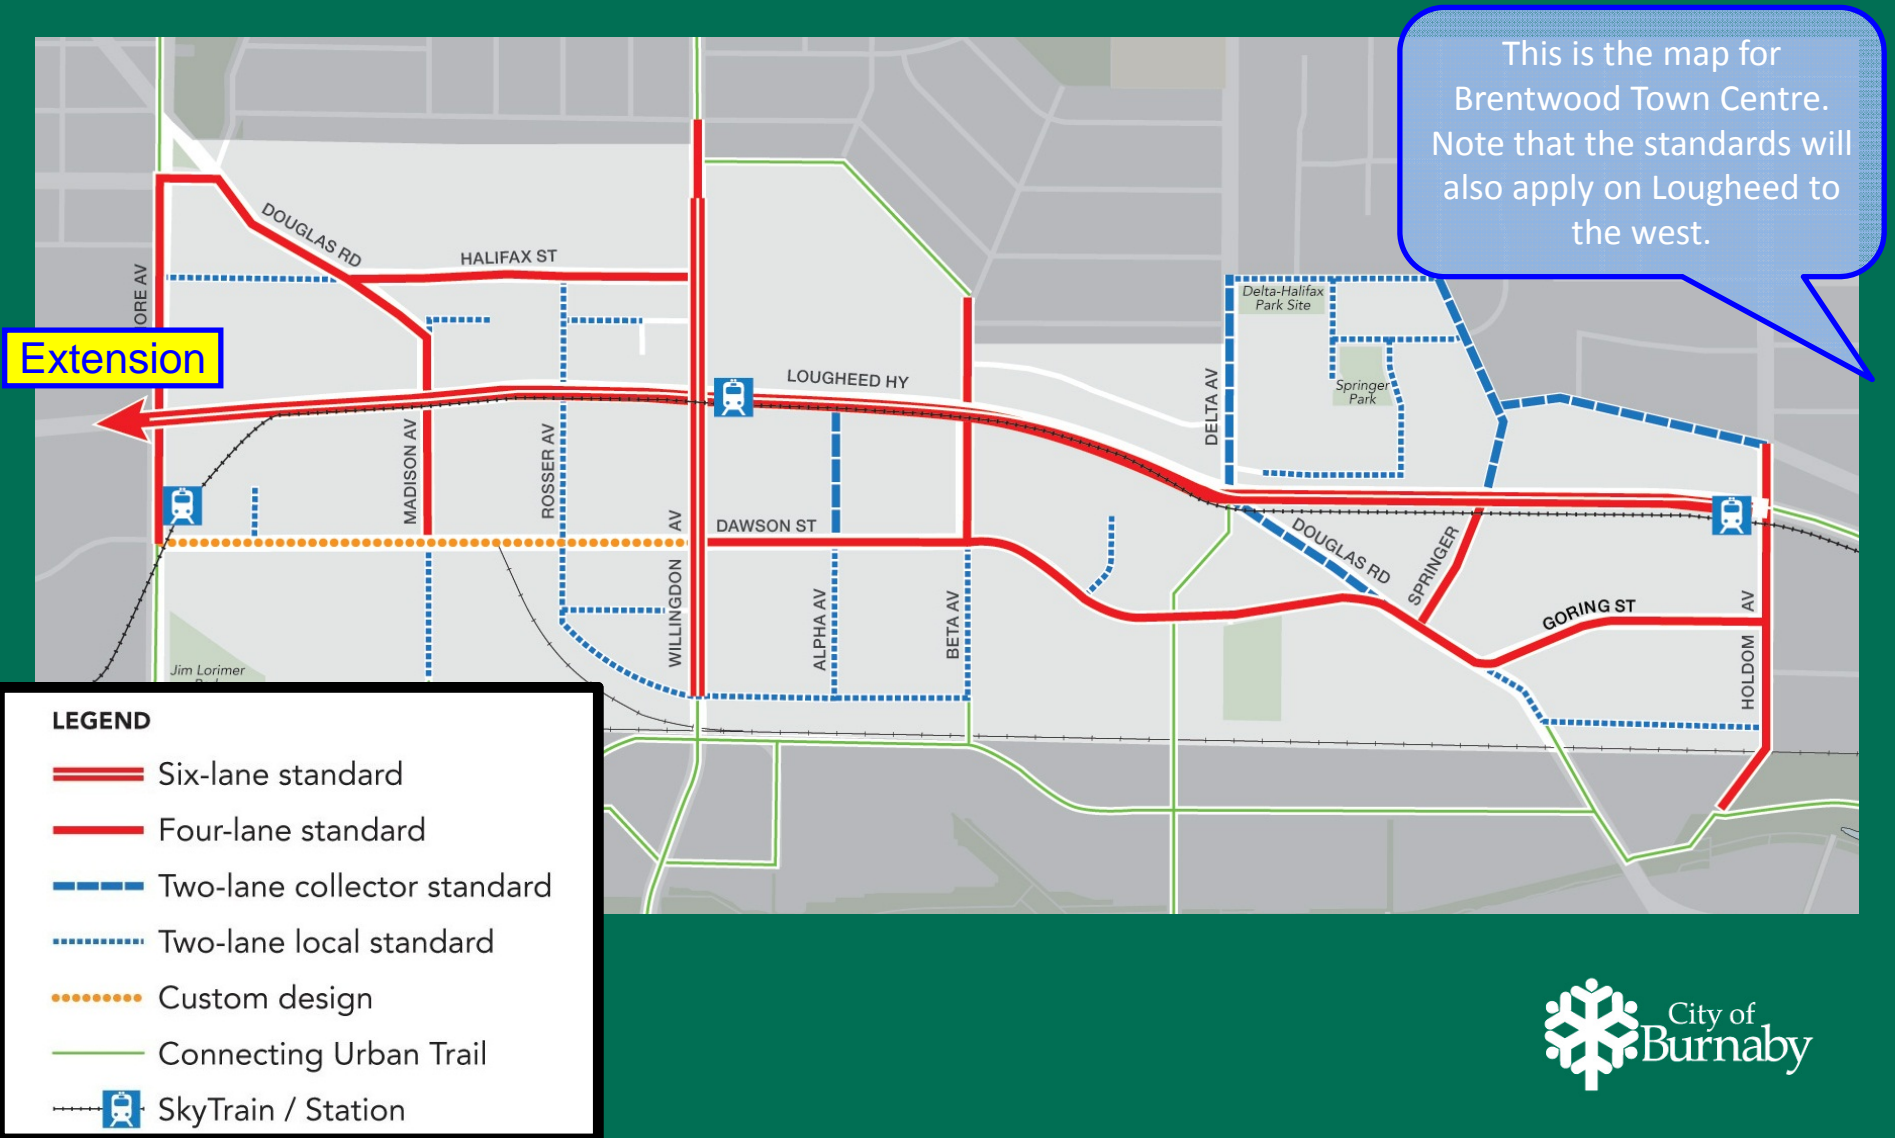 This is the map for
Brentwood Town Centre.
Note that the standards will
also apply on Lougheed to
the west.
DOUGLAS RD
HALIFAX ST
ORE AV
Extension
Delta-Halifax
Park Site
Springer
Park
LOUGHEED HY
DELTA AV
MADISON AV
ROSSER AV
WILLINGDON AV
DAWSON ST
ALPHA AV
BETA AV
DOUGLAS RD
SPRINGER
GORING ST
HOLDOM AV
Jim Lorimer
LEGEND
Six-lane standard
Four-lane standard
Two-lane collector standard
Two-lane local standard
Custom design
Connecting Urban Trail
SkyTrain / Station
City of
Burnaby